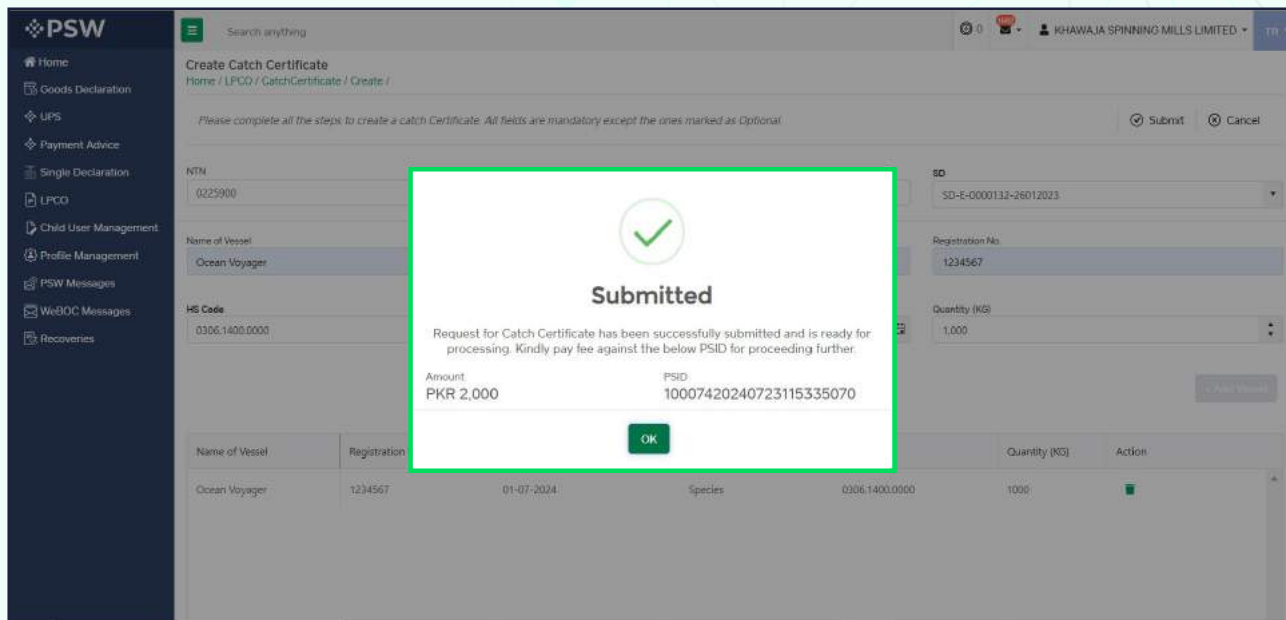 PSW
Search anything
0
KHAWAJA SPINNING MILLS LIMITED
TR
Home
Goods Declaration
UPS
Payment Advice
Single Declaration
LPCO
Child User Management
Profile Management
PSW Messages
WeBOC Messages
Recoveries
Create Catch Certificate
Home / LPCO / CatchCertificate / Create /
Please complete all the steps to create a catch Certificate. All fields are mandatory except the ones marked as Optional
Submit
Cancel
NTN
0225900
SD
SD-E-0000132-26012023
Name of Vessel
Ocean Voyager
Registration No.
1234567
HS Code
0306.1400.0000
Quantity (KG)
1,000
Submitted
Request for Catch Certificate has been successfully submitted and is ready for
processing. Kindly pay fee against the below PSID for proceeding further.
Amount
PSID
PKR 2,000
10007420240723115335070
OK
+ Add Vessel
Name of Vessel
Registration
Quantity (KG)
Action
Ocean Voyager
1234567
01-07-2024
Species
0306.1400.0000
1000